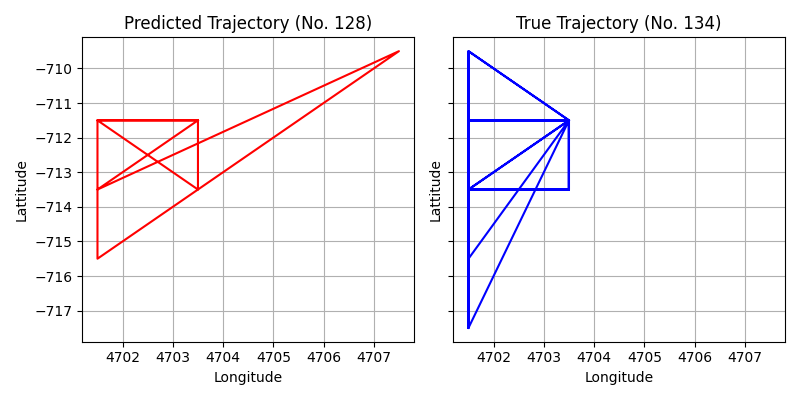 Predicted Trajectory (No. 128)
Lattitude
−710
−711
−712
−713
−714
−715
−716
−717
4702 4703 4704 4705 4706 4707
Longitude
True Trajectory (No. 134)
Lattitude
4702 4703 4704 4705 4706 4707
Longitude